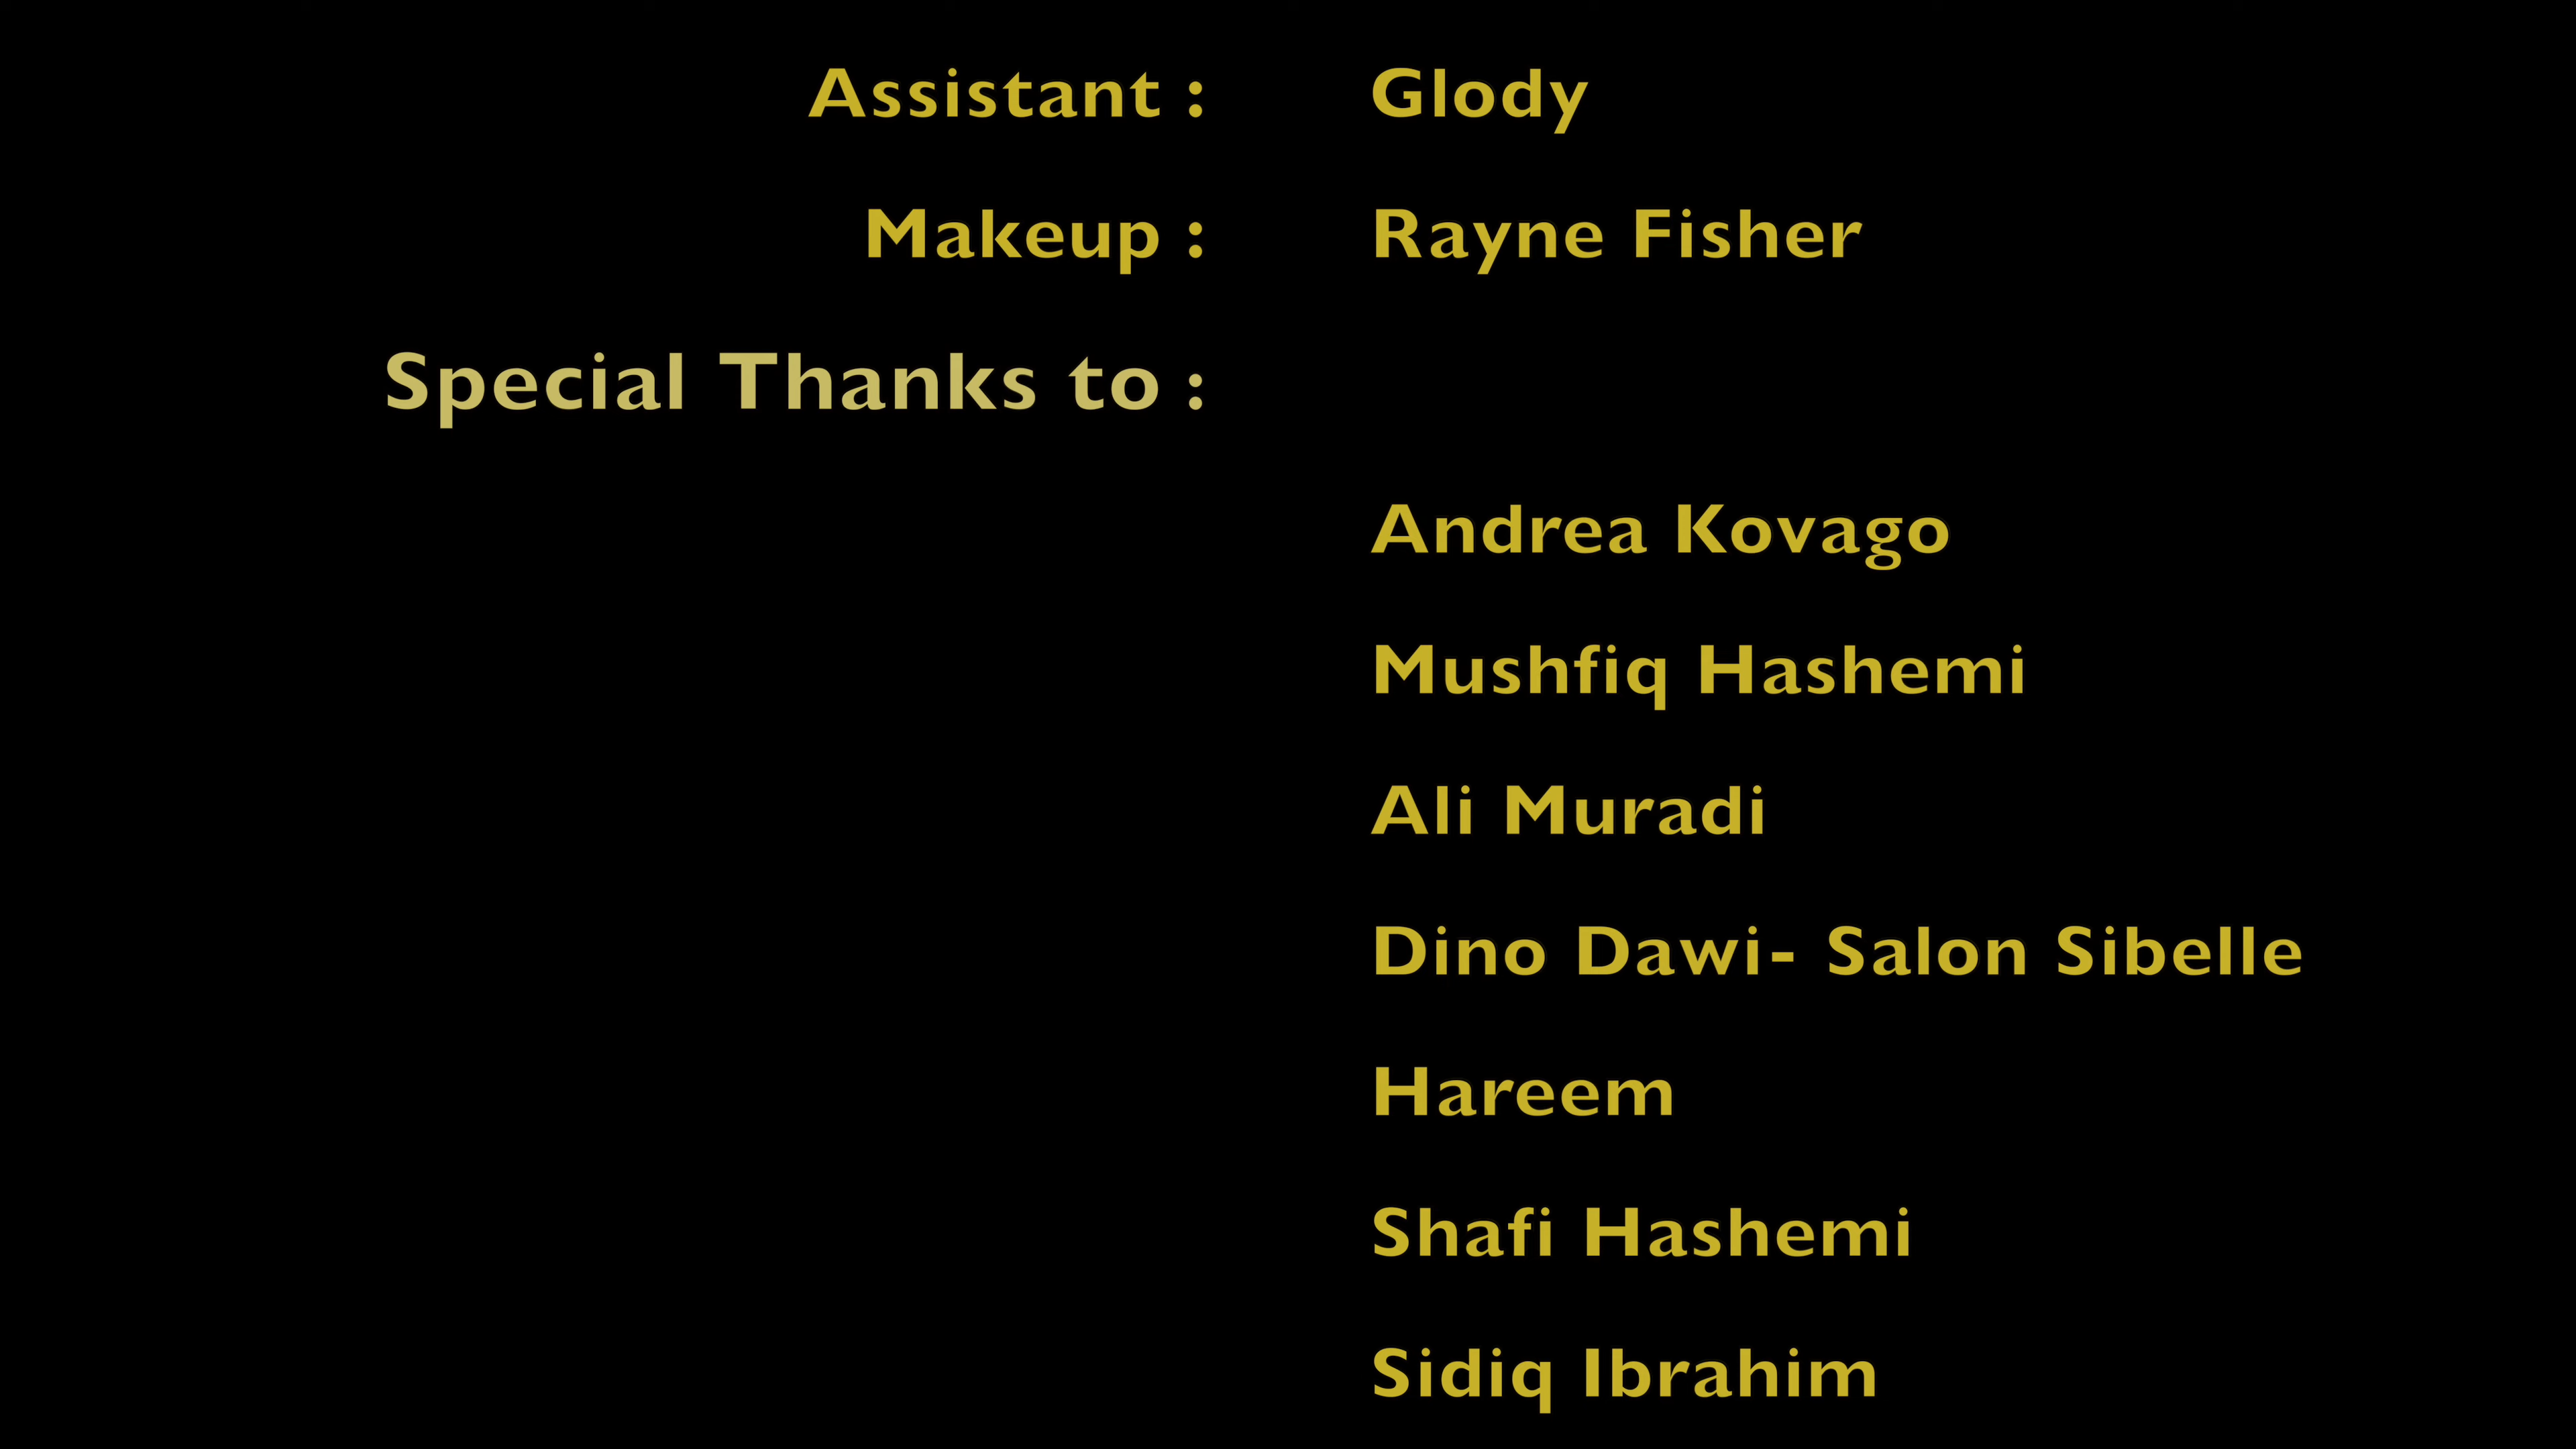 Assistant : Glody
Makeup : Rayne Fisher
Special Thanks to :
Andrea Kovago
Mushfiq Hashemi
Ali Muradi
Dino Dawi- Salon Sibelle
Hareem
Shafi Hashemi
Sidiq Ibrahim